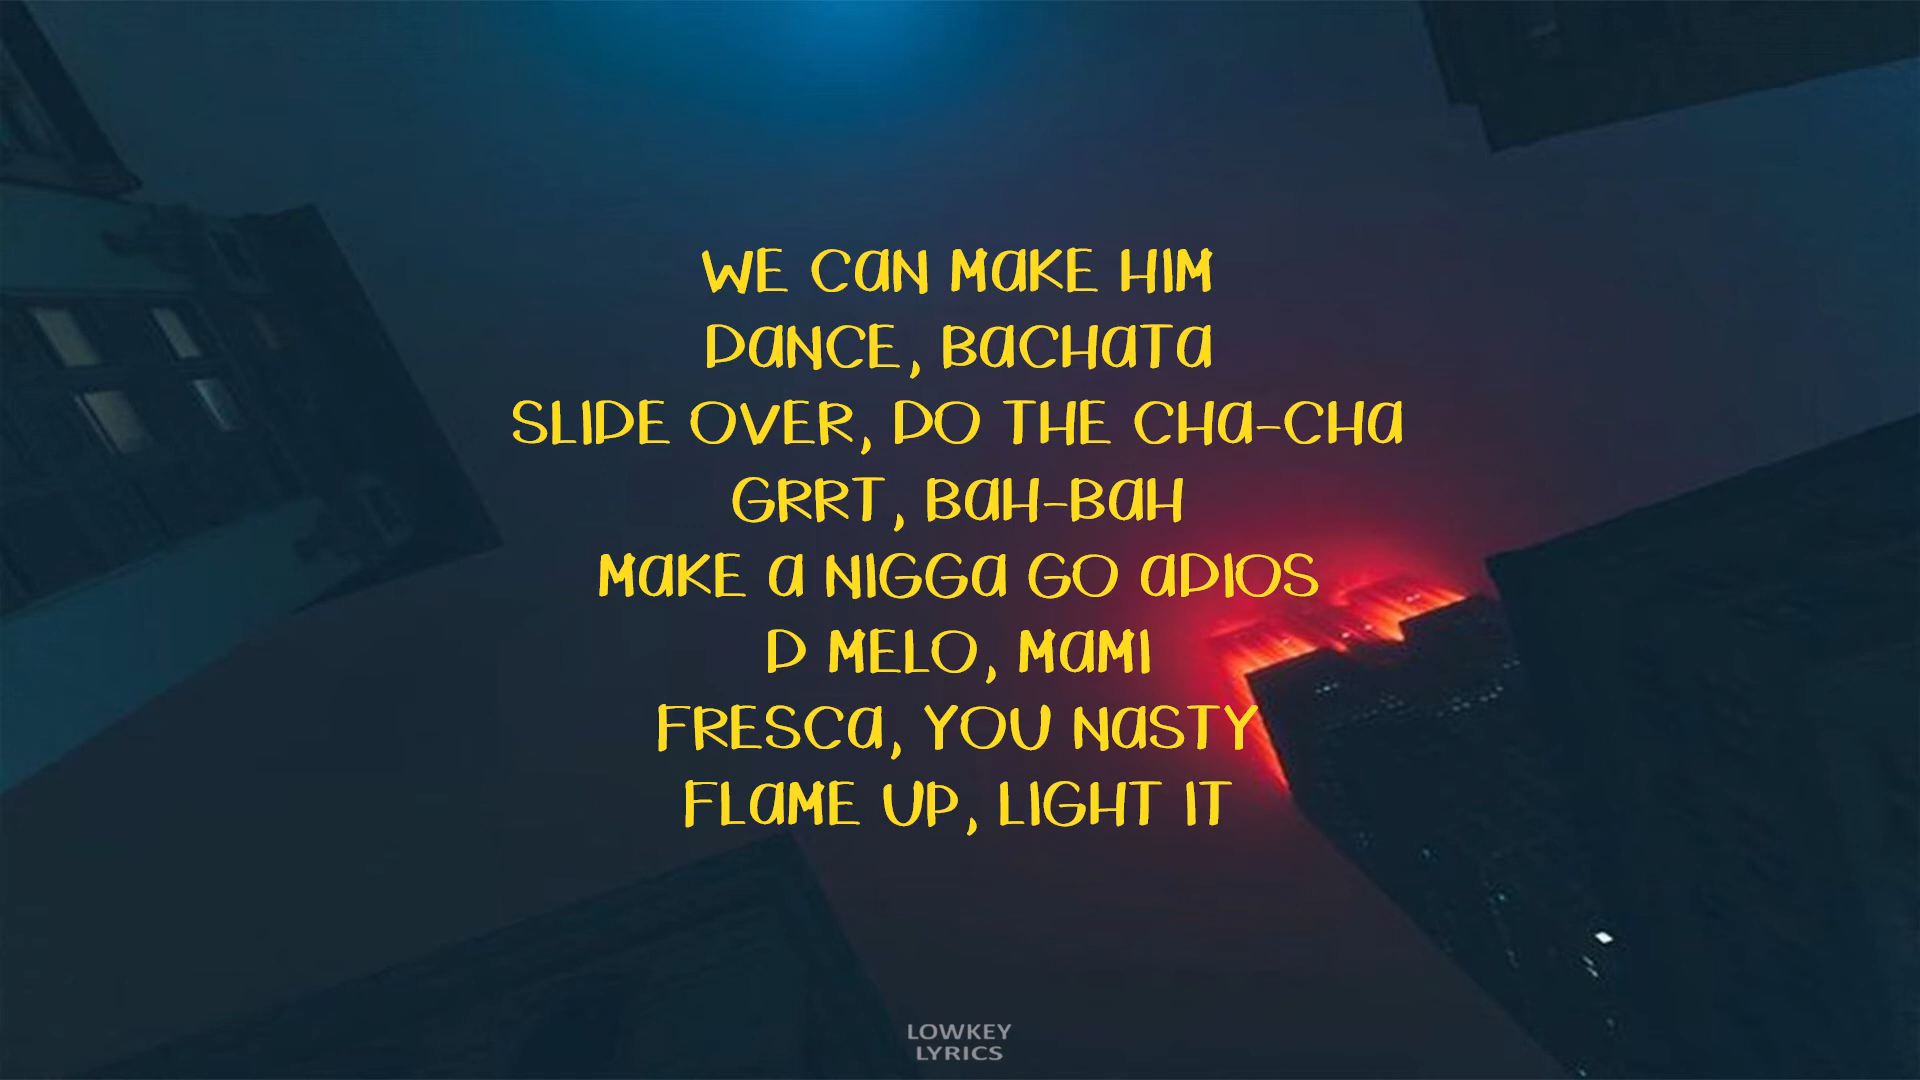 WE CAN MAKE HIM
DANCE, BACHATA
SLIDE OVER, DO THE CHA-CHA
GRRT, BAH-BAH
MAKE A NIGGA GO ADIOS
D MELO, MAMI
FRESCA, YOU NASTY
FLAME UP, LIGHT IT
LOWKEY
LYRICS